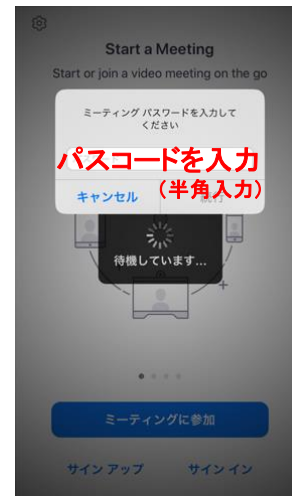 Start a Meeting
Start or join a video meeting on the go
ミーティング パスワードを入力して
ください
パスコードを入力
キャンセル
(半角入力)
待機しています...
ミーティングに参加
サイン アップ
サイン イン